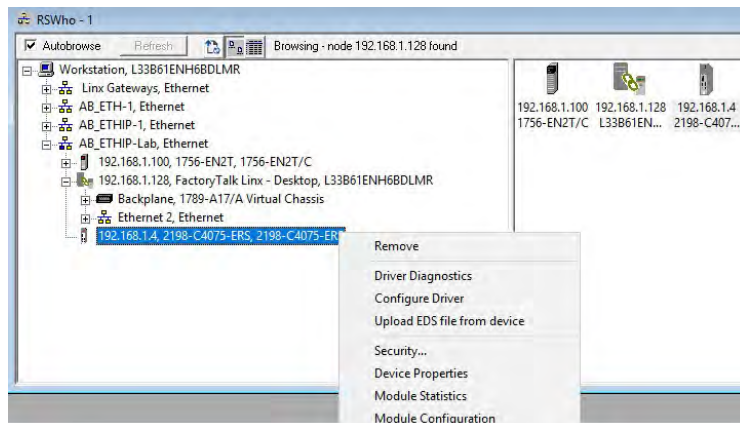 RSWho - 1
Autobrowse Refresh Browsing - node 192.168.1.128 found
Workstation, L33B61ENH6BDLMR
Linx Gateways, Ethernet
AB_ETH-1, Ethernet
AB_ETHIP-1, Ethernet
AB_ETHIP-Lab, Ethernet
192.168.1.100, 1756-EN2T, 1756-EN2T/C
192.168.1.128, FactoryTalk Linx - Desktop, L33B61ENH6BDLMR
Backplane, 1789-A17/A Virtual Chassis
Ethernet 2, Ethernet
192.168.1.4, 2198-C4075-ERS, 2198-C4075-ER
192.168.1.100 192.168.1.128 192.168.1.4
1756-EN2T/C L33B61EN... 2198-C407...
Remove
Driver Diagnostics
Configure Driver
Upload EDS file from device
Security...
Device Properties
Module Statistics
Module Configuration